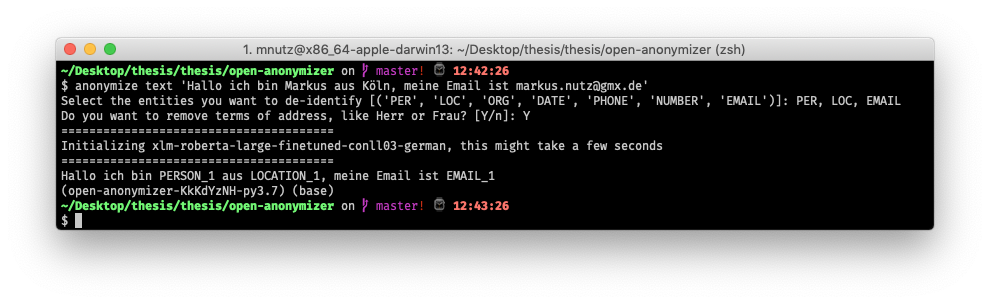 1. mnutz@x86_64-apple-darwin13: ~/Desktop/thesis/thesis/open-anonymizer (zsh)
~/Desktop/thesis/thesis/open-anonymizer on master! 12:42:26
$ anonymize text 'Hallo ich bin Markus aus Köln, meine Email ist markus.nutz@gmx.de'
Select the entities you want to de-identify [('PER', 'LOC', 'ORG', 'DATE', 'PHONE', 'NUMBER', 'EMAIL')]: PER, LOC, EMAIL
Do you want to remove terms of address, like Herr or Frau? [Y/n]: Y
=====================================
Initializing xlm-roberta-large-finetuned-conll03-german, this might take a few seconds
=====================================
Hallo ich bin PERSON_1 aus LOCATION_1, meine Email ist EMAIL_1
(open-anonymizer-KkKdYzNH-py3.7) (base)
~/Desktop/thesis/thesis/open-anonymizer on master! 12:43:26
$